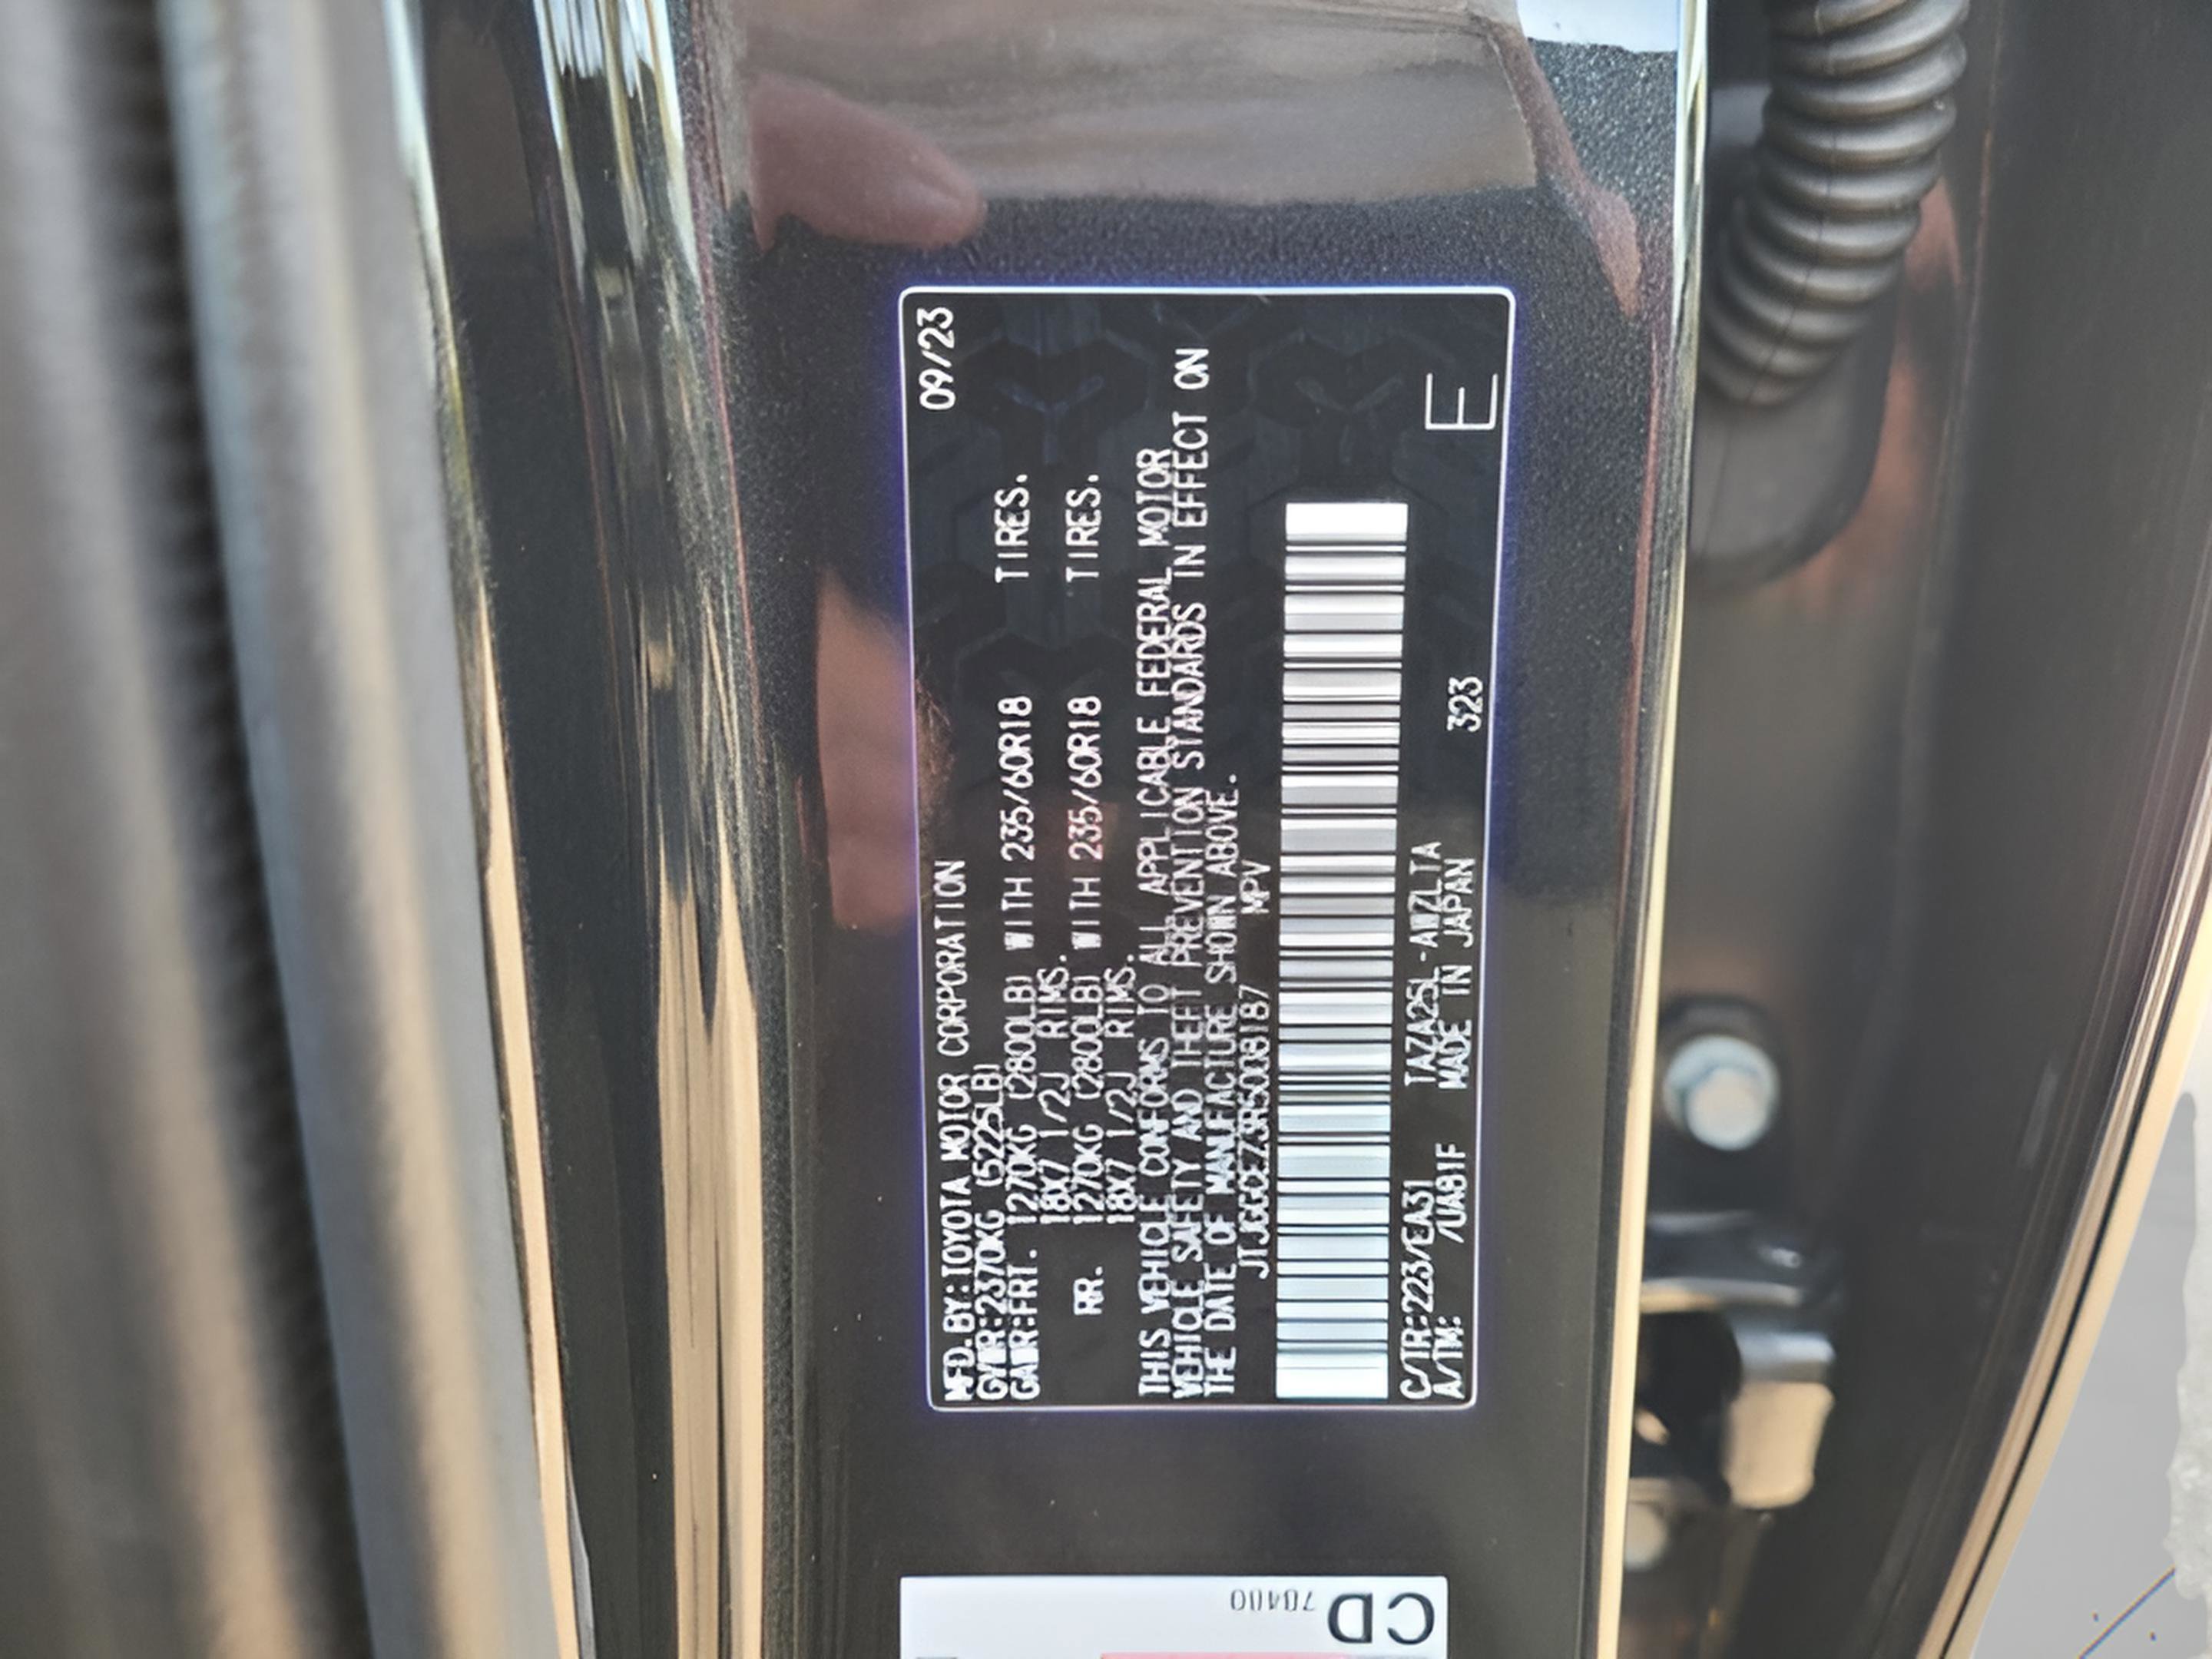 09/23
MFD.BY:TOYOTA MOTOR CORPORATION
GVWR:2370KG (5225LB)
GAWR:FRT. 1270KG (2800LB) WITH 235/60R18 TIRES.
18X7 1/2J RIMS.
RR. 1270KG (2800LB) WITH 235/60R18 TIRES.
18X7 1/2J RIMS.
THIS VEHICLE CONFORMS TO ALL APPLICABLE FEDERAL MOTOR
VEHICLE SAFETY AND THEFT PREVENTION STANDARDS IN EFFECT ON
THE DATE OF MANUFACTURE SHOWN ABOVE.
JTJGGCEZ3R5008187 MPV
C/TR:223/EA31 TAZA25L-AWZLTA
A/TM: /UA81F MADE IN JAPAN 323
E
CD
78400